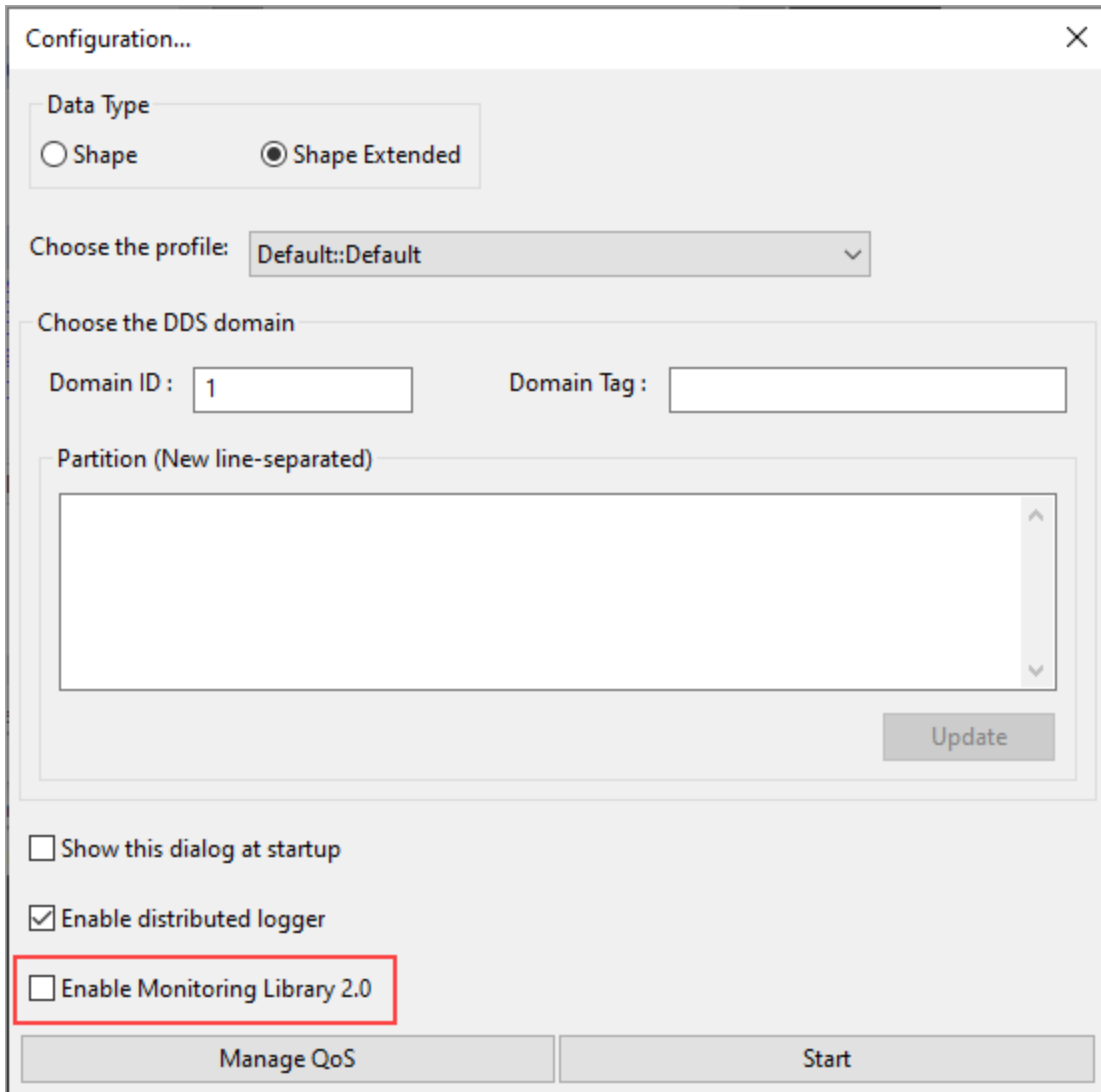 Configuration...
Data Type
Shape Shape Extended
Choose the profile: Default::Default
Choose the DDS domain
Domain ID : 1 Domain Tag :
Partition (New line-separated)
Update
Show this dialog at startup
Enable distributed logger
Enable Monitoring Library 2.0
Manage QoS Start